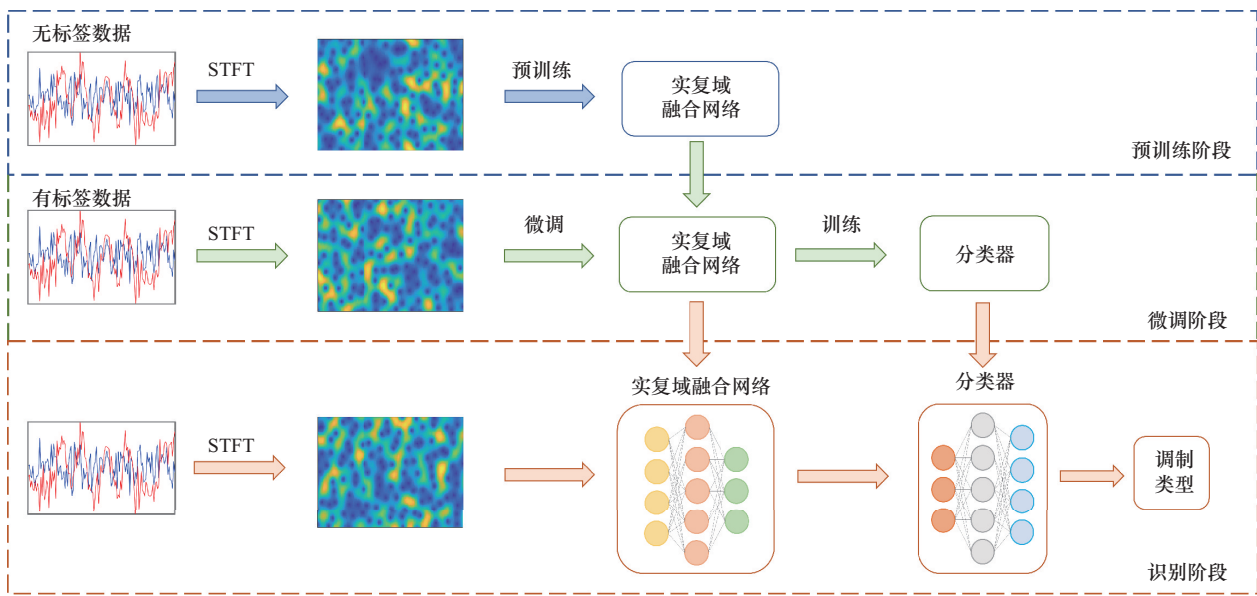 无标签数据
STFT
预训练
实复域
融合网络
预训练阶段
有标签数据
STFT
微调
实复域
融合网络
训练
分类器
微调阶段
STFT
实复域融合网络
分类器
调制
类型
识别阶段